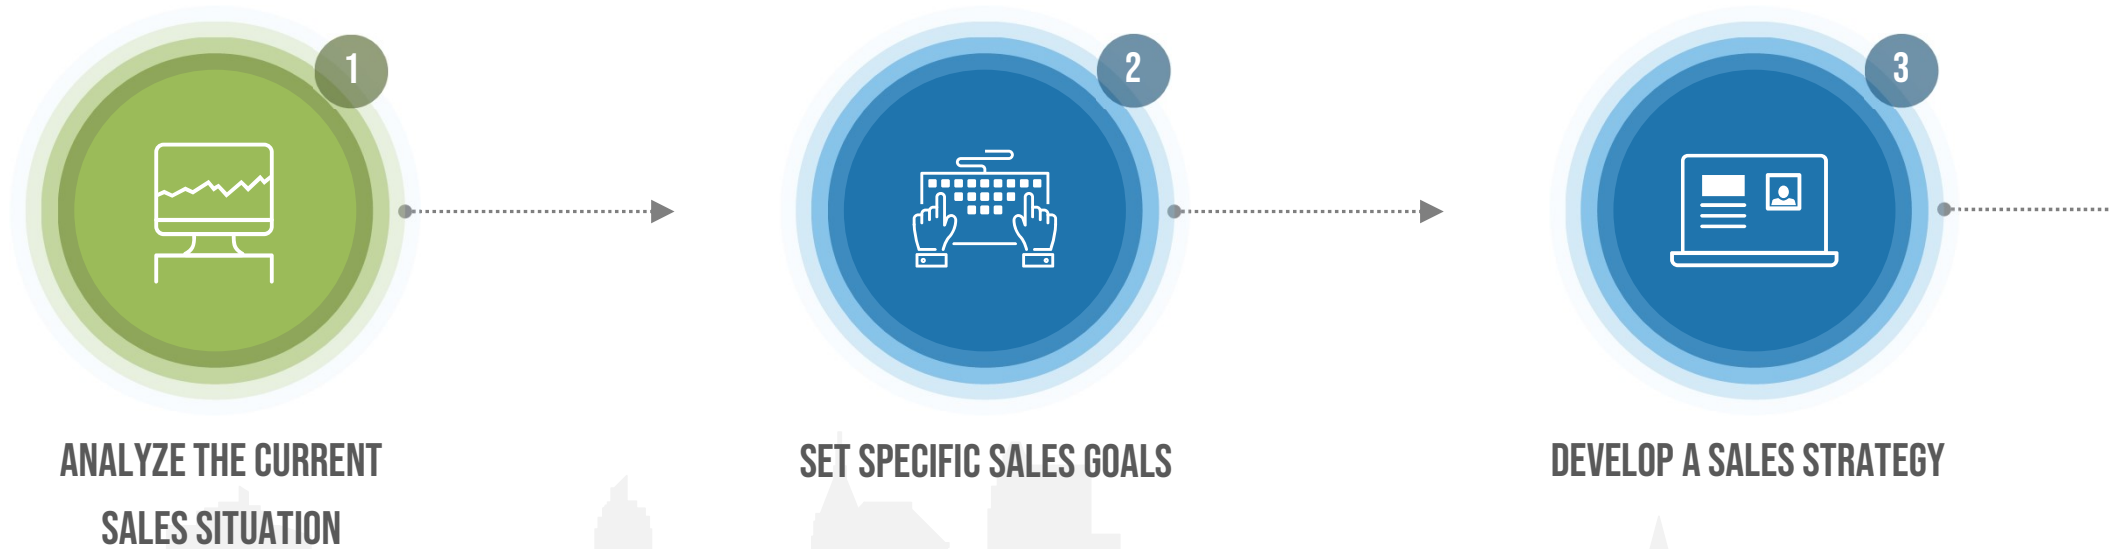 1
2
3
ANALYZE THE CURRENT
SALES SITUATION
SET SPECIFIC SALES GOALS
DEVELOP A SALES STRATEGY